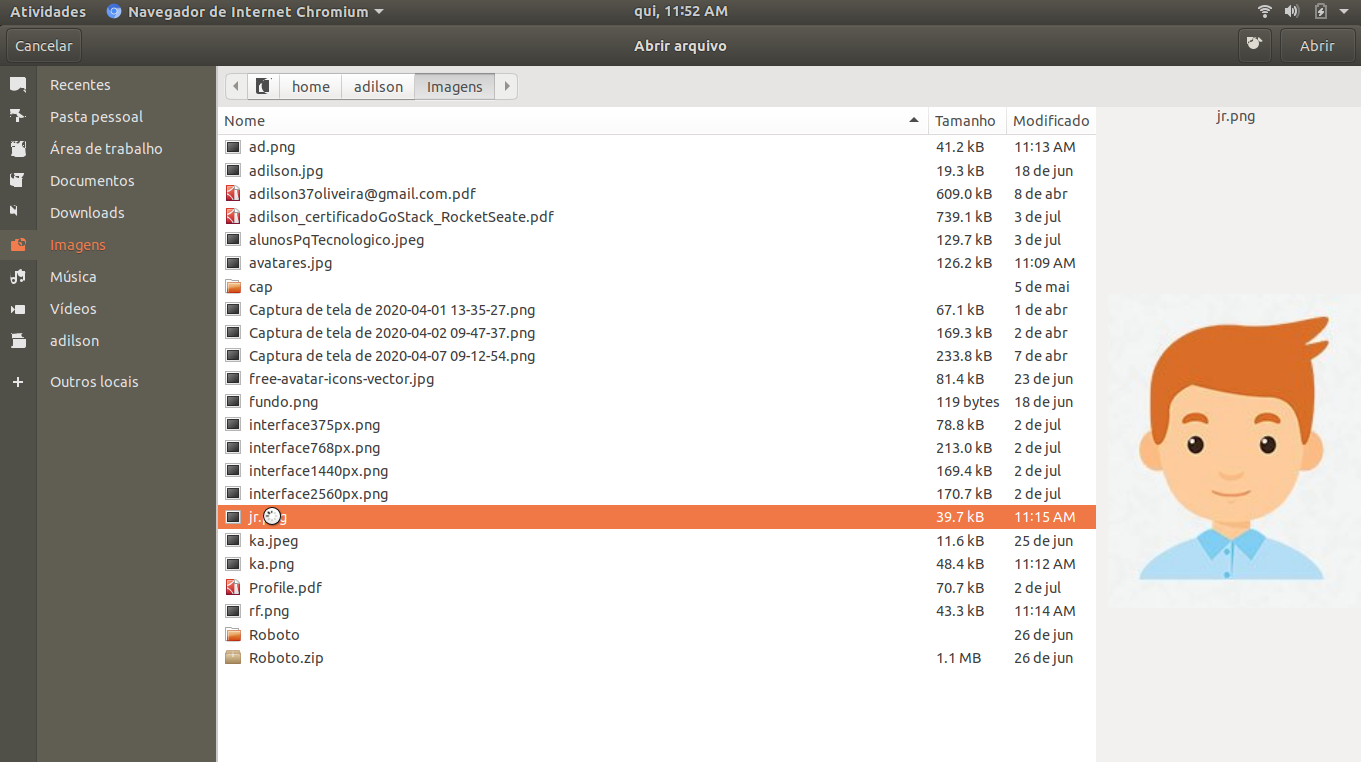 Atividades Navegador de Internet Chromium qui, 11:52 AM
Cancelar Abrir arquivo Abrir
Recentes
Pasta pessoal
Área de trabalho
Documentos
Downloads
Imagens
Música
Vídeos
adilson
Outros locais
home adilson Imagens
Nome Tamanho Modificado
ad.png 41.2 kB 11:13 AM
adilson.jpg 19.3 kB 18 de jun
adilson37oliveira@gmail.com.pdf 609.0 kB 8 de abr
adilson_certificadoGoStack_RocketSeate.pdf 739.1 kB 3 de jul
alunosPqTecnologico.jpeg 129.7 kB 3 de jul
avatares.jpg 126.2 kB 11:09 AM
cap 5 de mai
Captura de tela de 2020-04-01 13-35-27.png 67.1 kB 1 de abr
Captura de tela de 2020-04-02 09-47-37.png 169.3 kB 2 de abr
Captura de tela de 2020-04-07 09-12-54.png 233.8 kB 7 de abr
free-avatar-icons-vector.jpg 81.4 kB 23 de jun
fundo.png 119 bytes 18 de jun
interface375px.png 78.8 kB 2 de jul
interface768px.png 213.0 kB 2 de jul
interface1440px.png 169.4 kB 2 de jul
interface2560px.png 170.7 kB 2 de jul
jr.png 39.7 kB 11:15 AM
ka.jpeg 11.6 kB 25 de jun
ka.png 48.4 kB 11:12 AM
Profile.pdf 70.7 kB 2 de jul
rf.png 43.3 kB 11:14 AM
Roboto 26 de jun
Roboto.zip 1.1 MB 26 de jun
jr.png